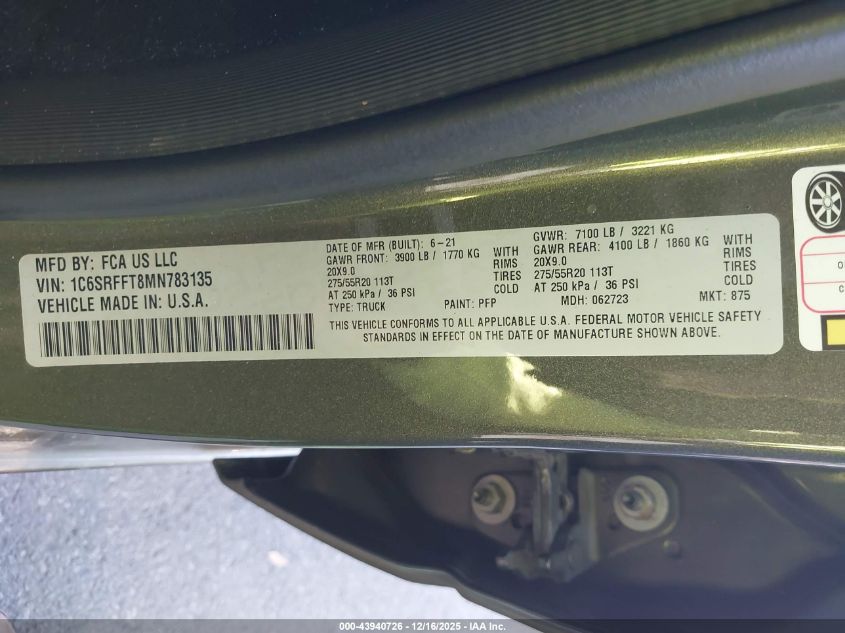 MFD BY: FCA US LLC
VIN: 1C6SRFFT8MN783135
VEHICLE MADE IN U.S.A.
DATE OF MFR (BUILT): 6-21
GAWR FRONT: 3900 LB / 1770 KG WITH
20X9.0 RIMS
275/55R20 113T TIRES
AT 250 kPa / 36 PSI COLD
TYPE: TRUCK PAINT: PFP
GVWR: 7100 LB / 3221 KG
GAWR REAR: 4100 LB / 1860 KG WITH
20X9.0 RIMS
275/55R20 113T TIRES
AT 250 kPa / 36 PSI COLD
MDH: 062723 MKT: 875
THIS VEHICLE CONFORMS TO ALL APPLICABLE U.S.A. FEDERAL MOTOR VEHICLE SAFETY
STANDARDS IN EFFECT ON THE DATE OF MANUFACTURE SHOWN ABOVE.
000-43940726 - 12/16/2025 - IAA Inc.